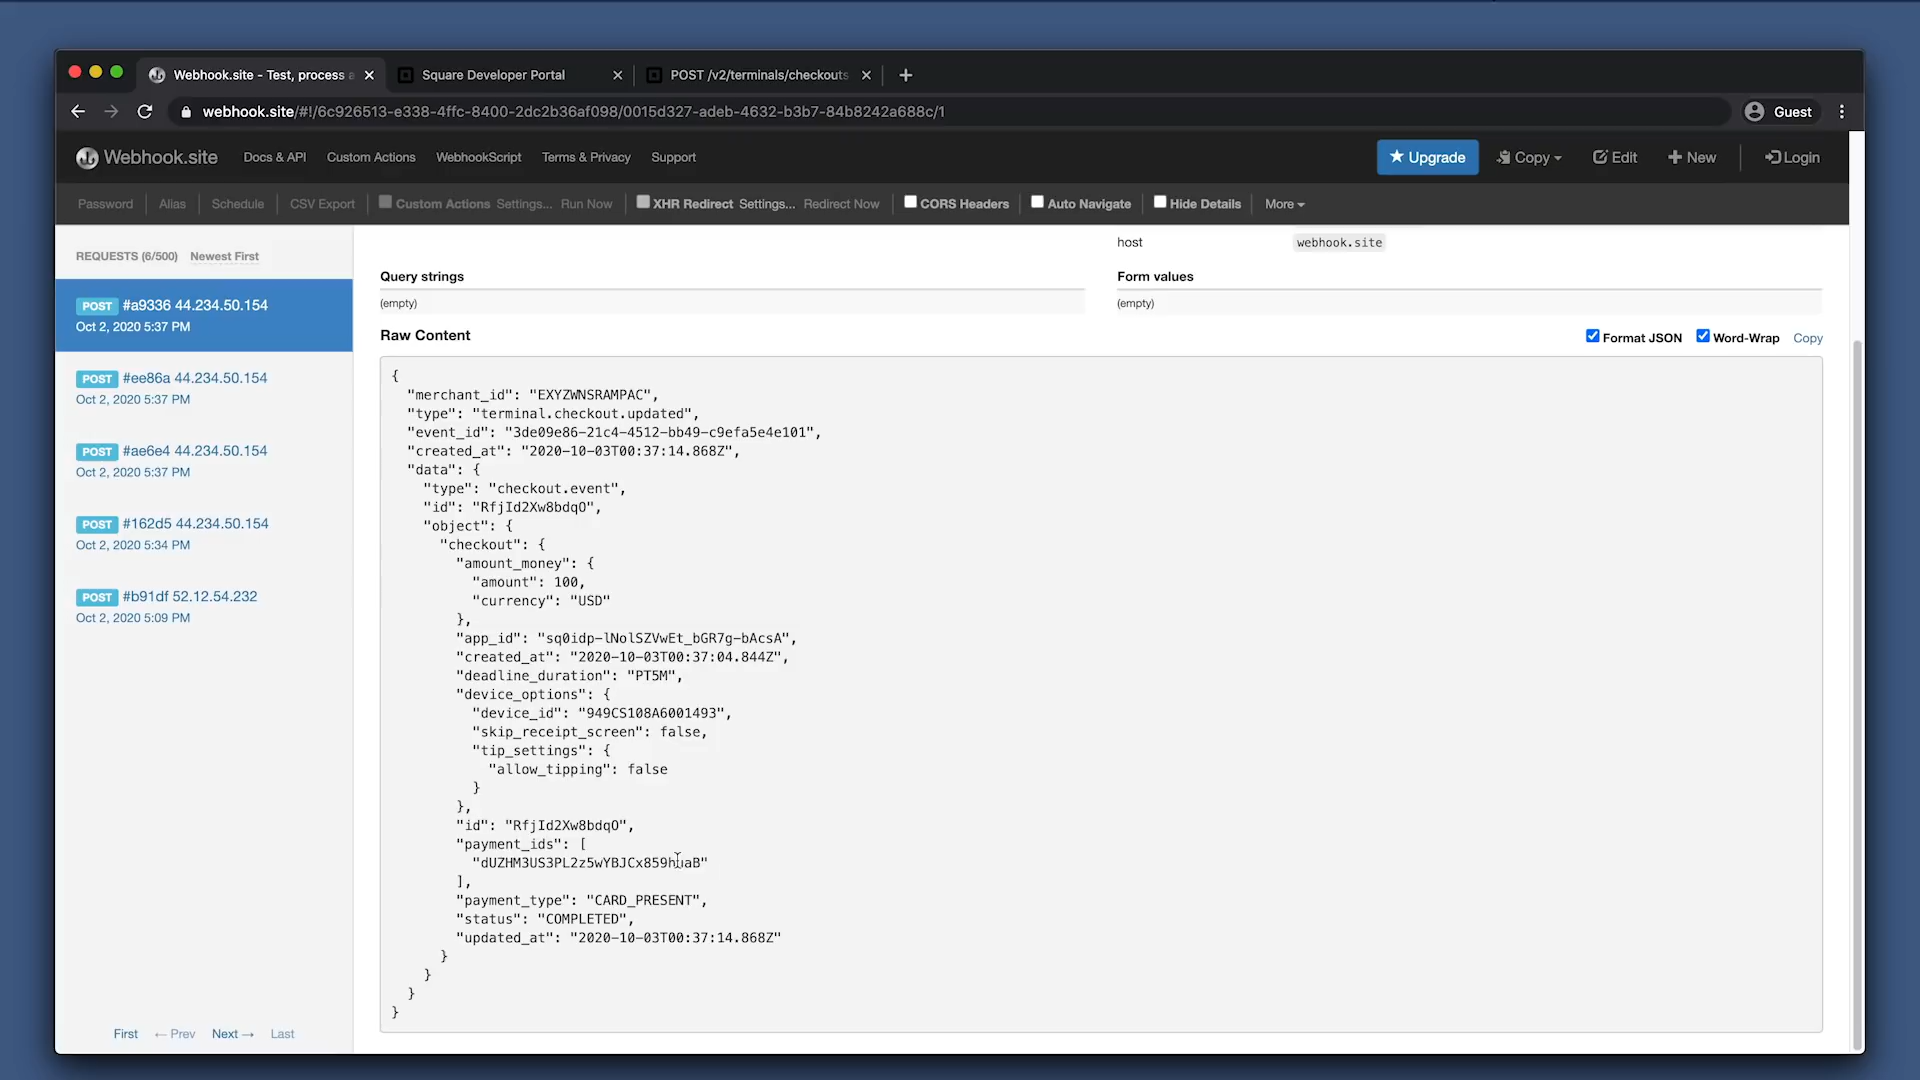 Webhook.site - Test, process a
Square Developer Portal
POST /v2/terminals/checkouts
webhook.site/#!/6c926513-e338-4ffc-8400-2dc2b36af098/0015d327-adeb-4632-b3b7-84b8242a688c/1
Guest
Webhook.site Docs & API Custom Actions WebhookScript Terms & Privacy Support Upgrade Copy Edit New Login
Password Alias Schedule CSV Export Custom Actions Settings... Run Now XHR Redirect Settings... Redirect Now CORS Headers Auto Navigate Hide Details More
REQUESTS (6/500) Newest First
POST #a9336 44.234.50.154
Oct 2, 2020 5:37 PM
POST #ee86a 44.234.50.154
Oct 2, 2020 5:37 PM
POST #ae6e4 44.234.50.154
Oct 2, 2020 5:37 PM
POST #162d5 44.234.50.154
Oct 2, 2020 5:34 PM
POST #b91df 52.12.54.232
Oct 2, 2020 5:09 PM
First ← Prev Next → Last
host webhook.site
Query strings
(empty)
Form values
(empty)
Raw Content
Format JSON Word-Wrap Copy
{
"merchant_id": "EXYZWNSRAMPAC",
"type": "terminal.checkout.updated",
"event_id": "3de09e86-21c4-4512-bb49-c9efa5e4e101",
"created_at": "2020-10-03T00:37:14.868Z",
"data": {
"type": "checkout.event",
"id": "RfjId2Xw8bdqO",
"object": {
"checkout": {
"amount_money": {
"amount": 100,
"currency": "USD"
},
"app_id": "sq0idp-lNolSZVwEt_bGR7g-bAcsA",
"created_at": "2020-10-03T00:37:04.844Z",
"deadline_duration": "PT5M",
"device_options": {
"device_id": "949CS108A6001493",
"skip_receipt_screen": false,
"tip_settings": {
"allow_tipping": false
}
},
"id": "RfjId2Xw8bdqO",
"payment_ids": [
"dUZHM3US3PL2z5wYBJCx859huaB"
],
"payment_type": "CARD_PRESENT",
"status": "COMPLETED",
"updated_at": "2020-10-03T00:37:14.868Z"
}
}
}
}